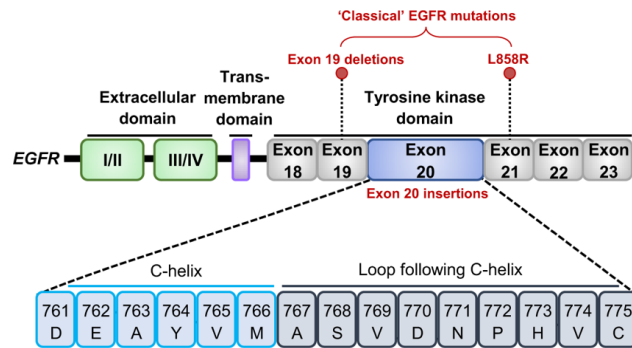 ‘Classical’ EGFR mutations
Exon 19 deletions
L858R
Extracellular
domain
Trans-
membrane
domain
Tyrosine kinase
domain
EGFR
I/II
III/IV
Exon
18
Exon
19
Exon
20
Exon
21
Exon
22
Exon
23
Exon 20 insertions
C-helix
Loop following C-helix
761 762 763 764 765 766 767 768 769 770 771 772 773 774 775
D E A Y V M A S V D N P H V C